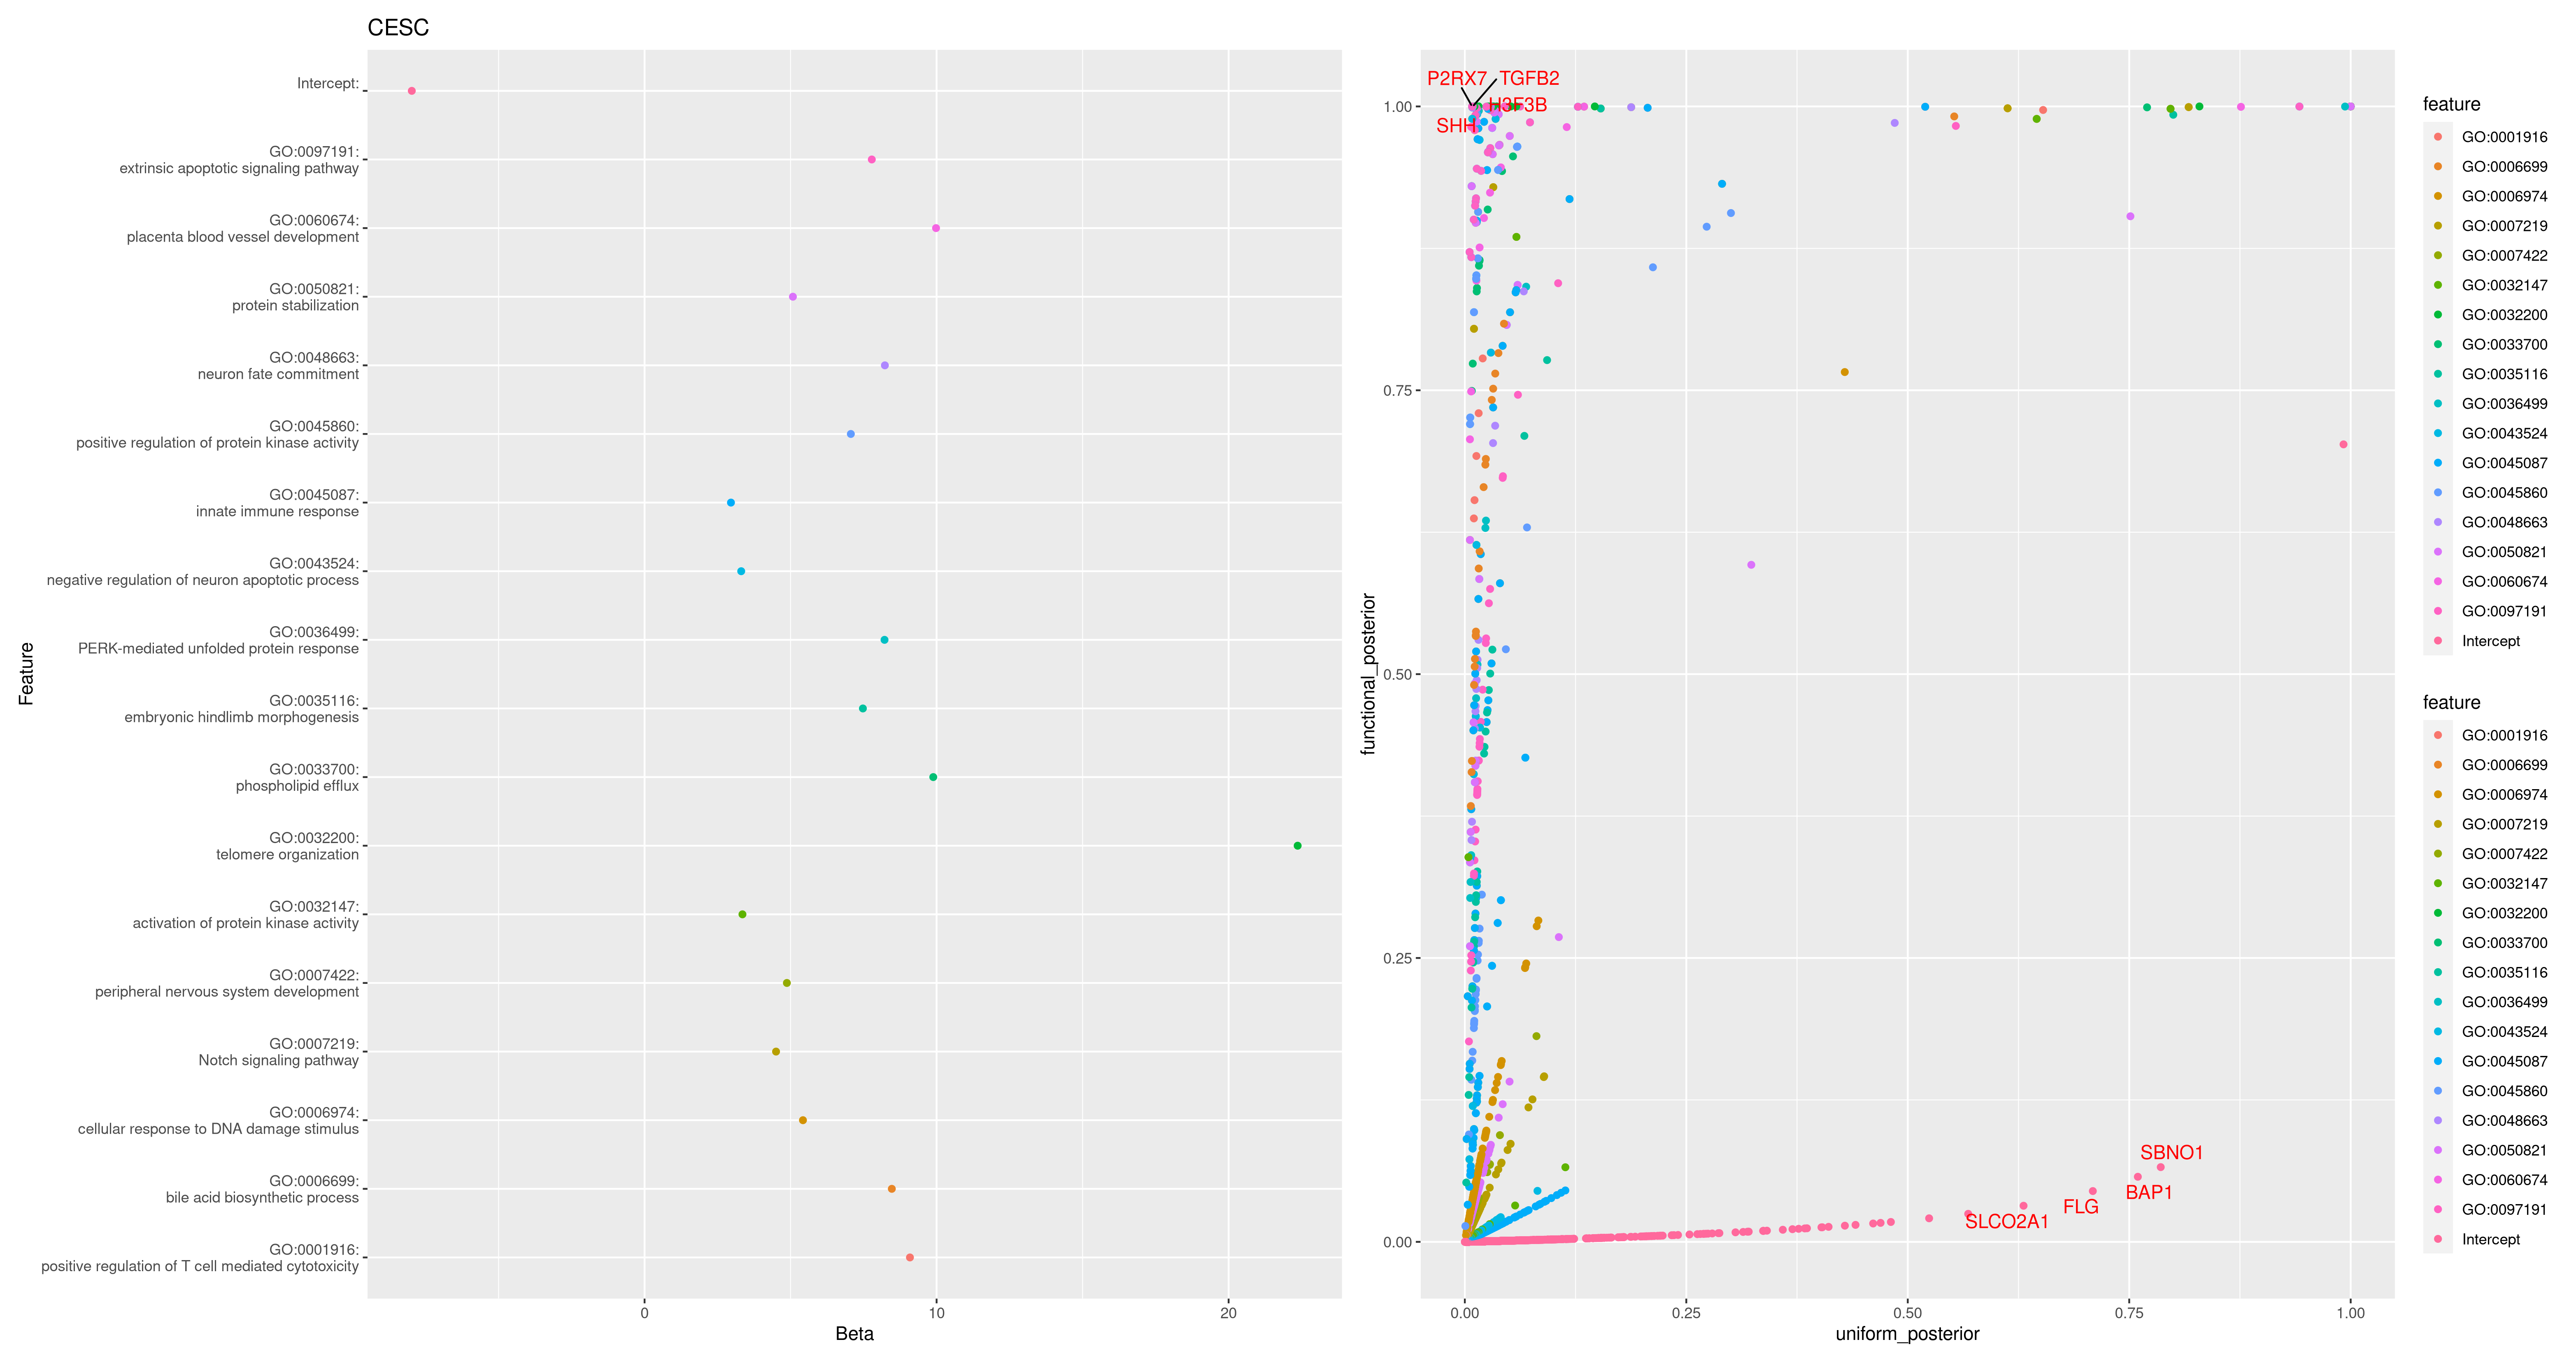 CESC
Feature
Intercept:
GO:0097191:
extrinsic apoptotic signaling pathway
GO:0060674:
placenta blood vessel development
GO:0050821:
protein stabilization
GO:0048663:
neuron fate commitment
GO:0045860:
positive regulation of protein kinase activity
GO:0045087:
innate immune response
GO:0043524:
negative regulation of neuron apoptotic process
GO:0036499:
PERK-mediated unfolded protein response
GO:0035116:
embryonic hindlimb morphogenesis
GO:0033700:
phospholipid efflux
GO:0032200:
telomere organization
GO:0032147:
activation of protein kinase activity
GO:0007422:
peripheral nervous system development
GO:0007219:
Notch signaling pathway
GO:0006974:
cellular response to DNA damage stimulus
GO:0006699:
bile acid biosynthetic process
GO:0001916:
positive regulation of T cell mediated cytotoxicity
0
10
20
Beta
functional_posterior
1.00
0.75
0.50
0.25
0.00
P2RX7
TGFB2
H3F3B
SHH
SBNO1
BAP1
FLG
SLCO2A1
0.00
0.25
0.50
0.75
1.00
uniform_posterior
feature
GO:0001916
GO:0006699
GO:0006974
GO:0007219
GO:0007422
GO:0032147
GO:0032200
GO:0033700
GO:0035116
GO:0036499
GO:0043524
GO:0045087
GO:0045860
GO:0048663
GO:0050821
GO:0060674
GO:0097191
Intercept
feature
GO:0001916
GO:0006699
GO:0006974
GO:0007219
GO:0007422
GO:0032147
GO:0032200
GO:0033700
GO:0035116
GO:0036499
GO:0043524
GO:0045087
GO:0045860
GO:0048663
GO:0050821
GO:0060674
GO:0097191
Intercept